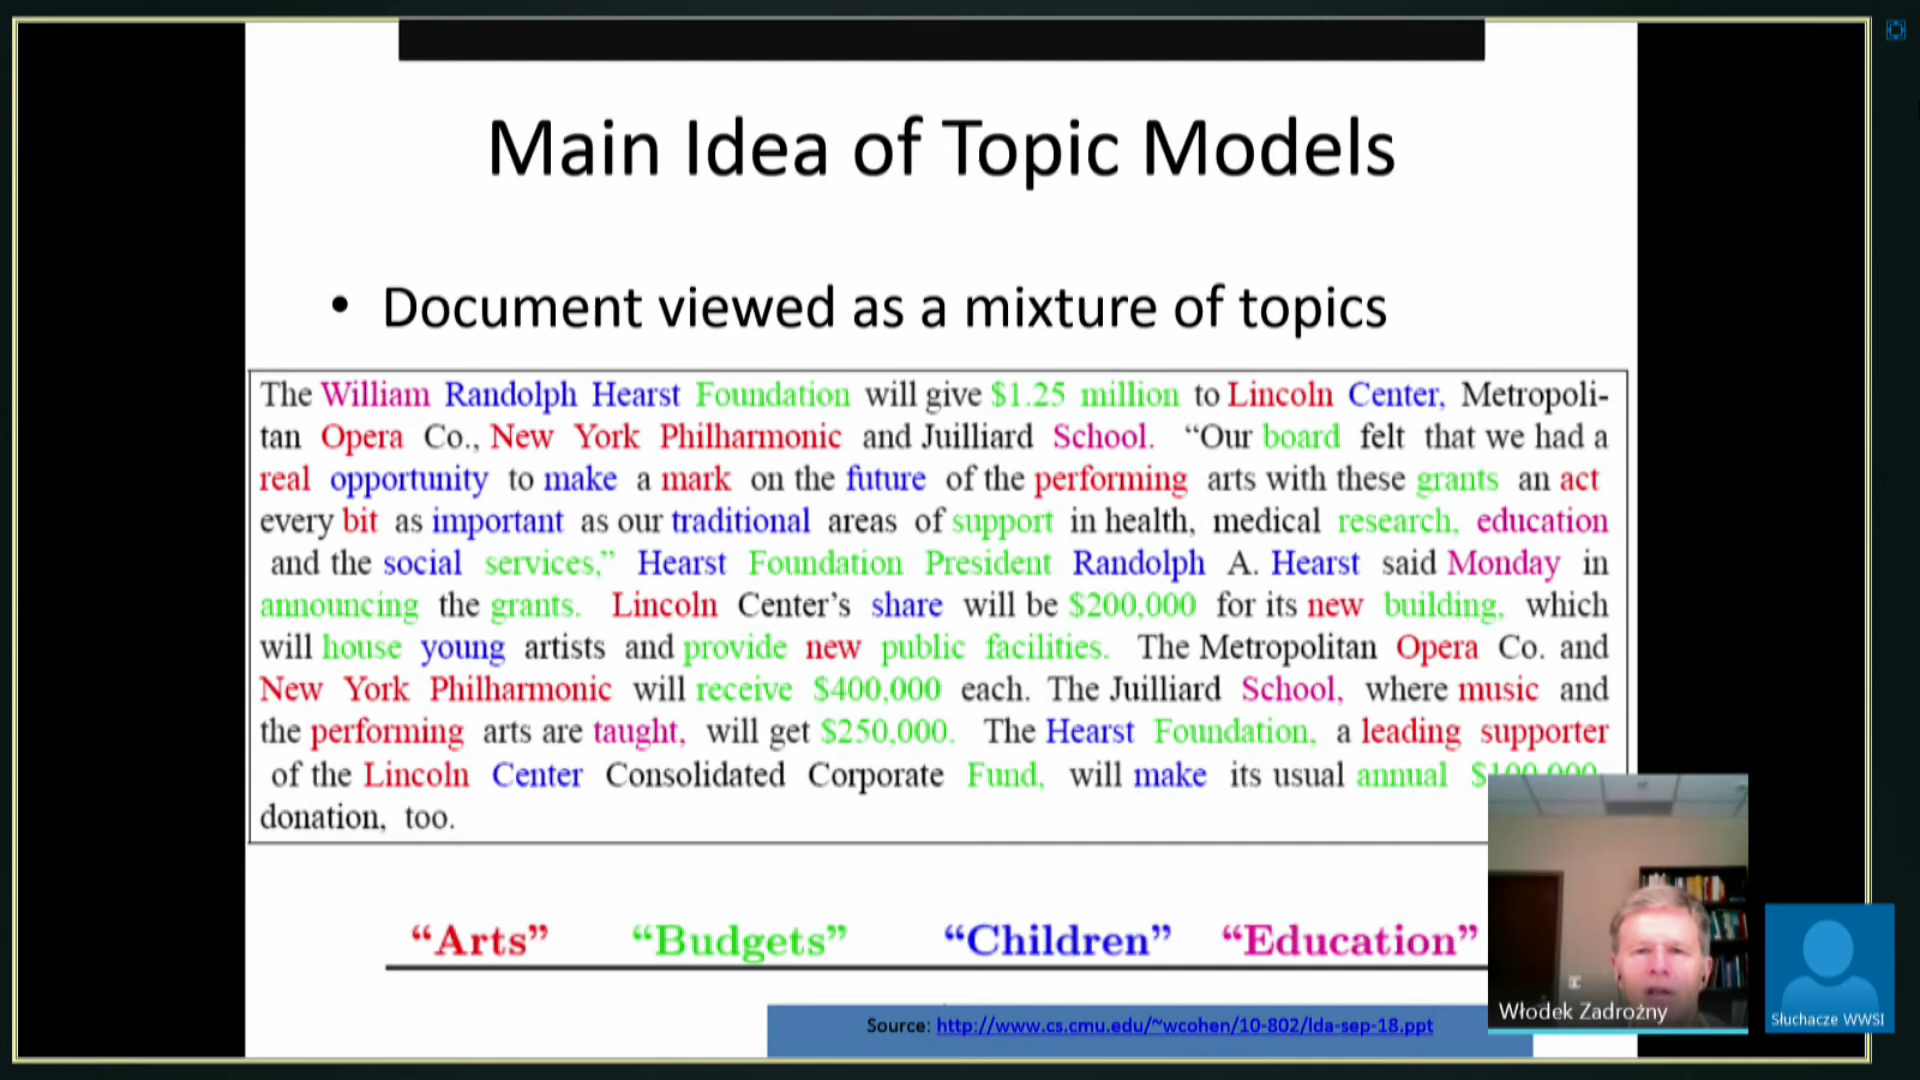 Main Idea of Topic Models
• Document viewed as a mixture of topics
The William Randolph Hearst Foundation will give $1.25 million to Lincoln Center, Metropoli-
tan Opera Co., New York Philharmonic and Juilliard School. “Our board felt that we had a
real opportunity to make a mark on the future of the performing arts with these grants an act
every bit as important as our traditional areas of support in health, medical research, education
and the social services,” Hearst Foundation President Randolph A. Hearst said Monday in
announcing the grants. Lincoln Center’s share will be $200,000 for its new building, which
will house young artists and provide new public facilities. The Metropolitan Opera Co. and
New York Philharmonic will receive $400,000 each. The Juilliard School, where music and
the performing arts are taught, will get $250,000. The Hearst Foundation, a leading supporter
of the Lincoln Center Consolidated Corporate Fund, will make its usual annual $100,000
donation, too.
“Arts” “Budgets” “Children” “Education”
Source: http://www.cs.cmu.edu/~wcohen/10-802/lda-sep-18.ppt
Włodek Zadrożny
Słuchacze WWSI